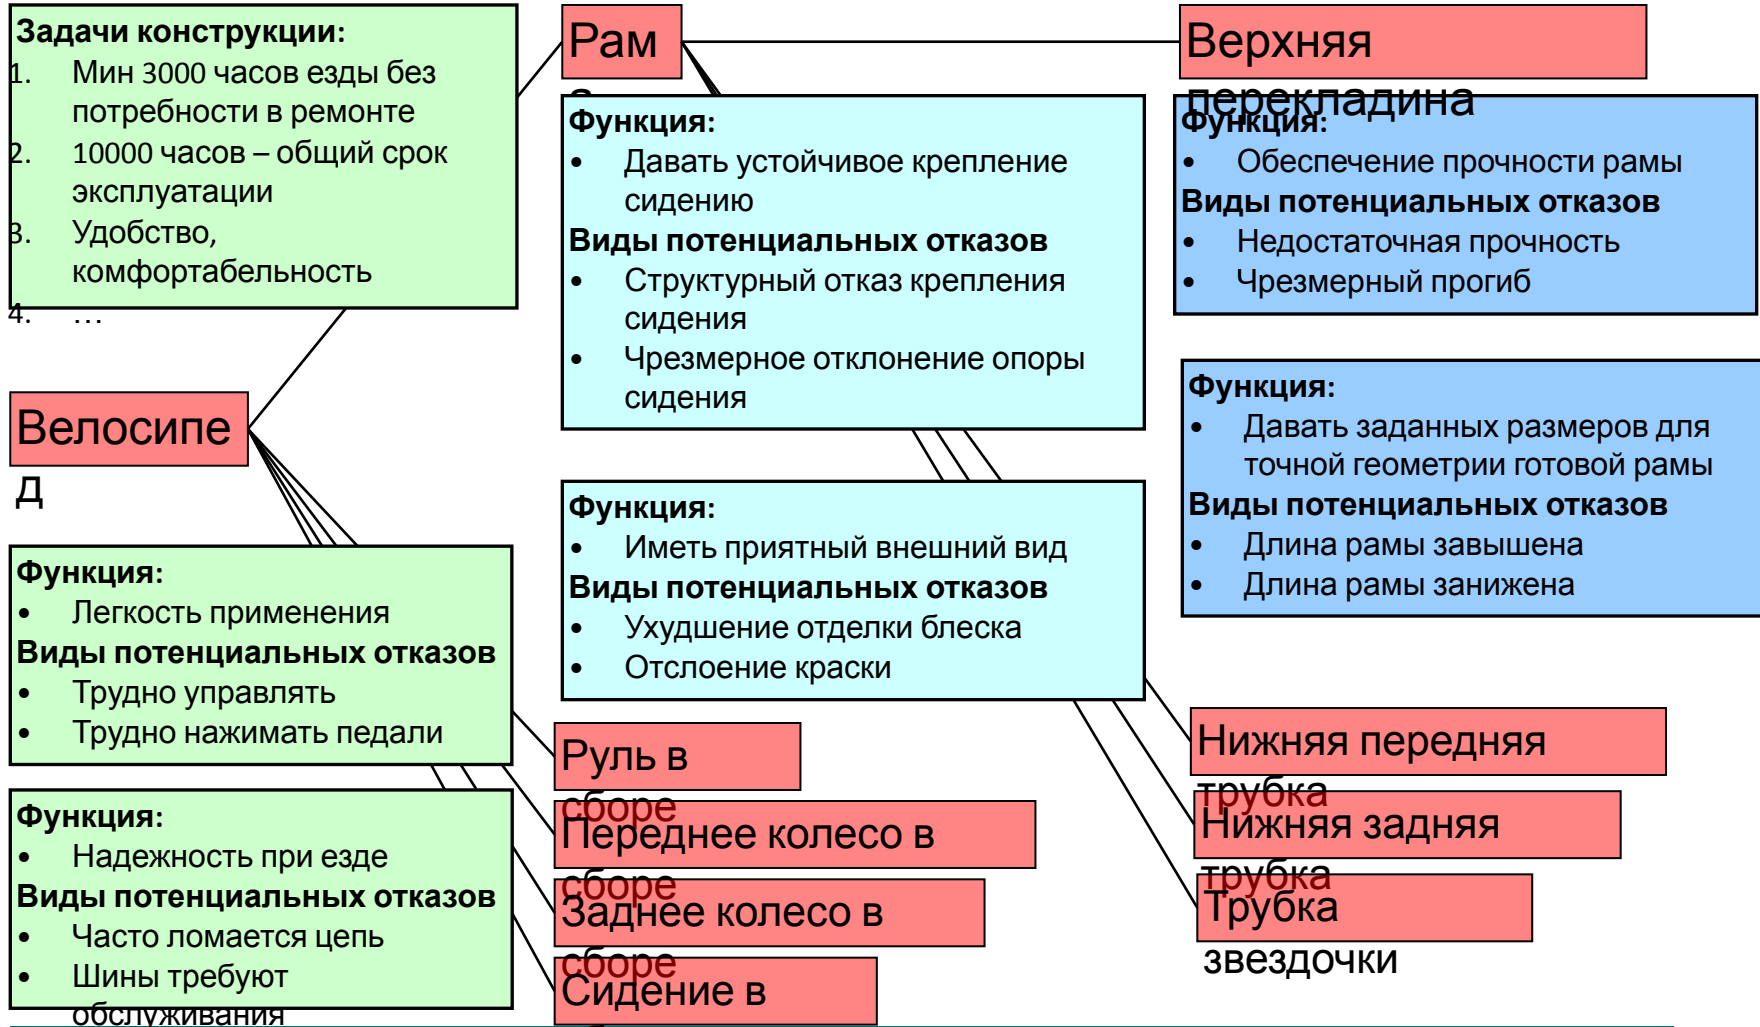 Задачи конструкции:
1. Мин 3000 часов езды без
потребности в ремонте
2. 10000 часов – общий срок
эксплуатации
3. Удобство,
комфортабельность
4. …
Велосипе
д
Функция:
• Легкость применения
Виды потенциальных отказов
• Трудно управлять
• Трудно нажимать педали
Функция:
• Надежность при езде
Виды потенциальных отказов
• Часто ломается цепь
• Шины требуют
обслуживания
Рам
Функция:
• Давать устойчивое крепление
сидению
Виды потенциальных отказов
• Структурный отказ крепления
сидения
• Чрезмерное отклонение опоры
сидения
Функция:
• Иметь приятный внешний вид
Виды потенциальных отказов
• Ухудшение отделки блеска
• Отслоение краски
Руль в
сборе
Переднее колесо в
сборе
Заднее колесо в
сборе
Сидение в
Верхняя
перекладина
Функция:
• Обеспечение прочности рамы
Виды потенциальных отказов
• Недостаточная прочность
• Чрезмерный прогиб
Функция:
• Давать заданных размеров для
точной геометрии готовой рамы
Виды потенциальных отказов
• Длина рамы завышена
• Длина рамы занижена
Нижняя передняя
трубка
Нижняя задняя
трубка
Трубка
звездочки